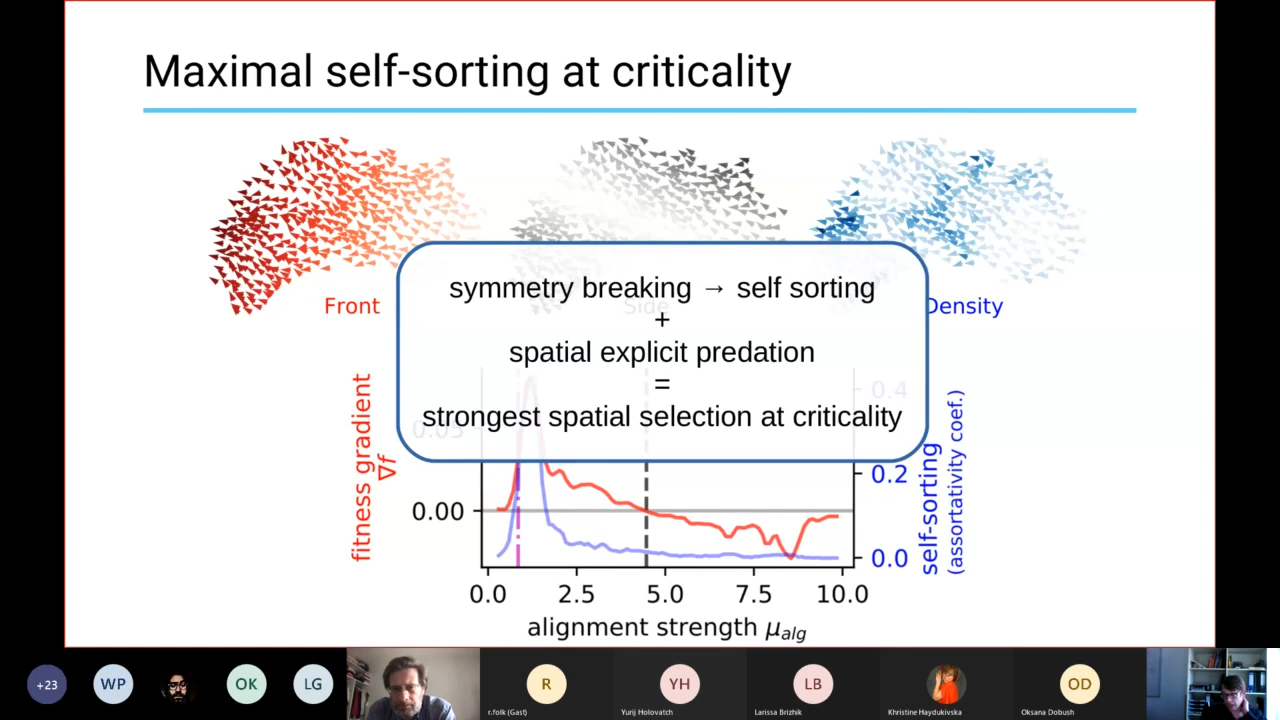 Maximal self-sorting at criticality
Front
Side
Density
symmetry breaking → self sorting
+
spatial explicit predation
=
strongest spatial selection at criticality
fitness gradient
∇f
0.05
0.00
0.4
0.2
0.0
self-sorting
(assortativity coef.)
0.0 2.5 5.0 7.5 10.0
alignment strength μalg
+23
WP
OK
LG
R
r.folk (Gast)
YH
Yurij Holovatch
LB
Larissa Brizhik
Khristine Haydukivska
OD
Oksana Dobush